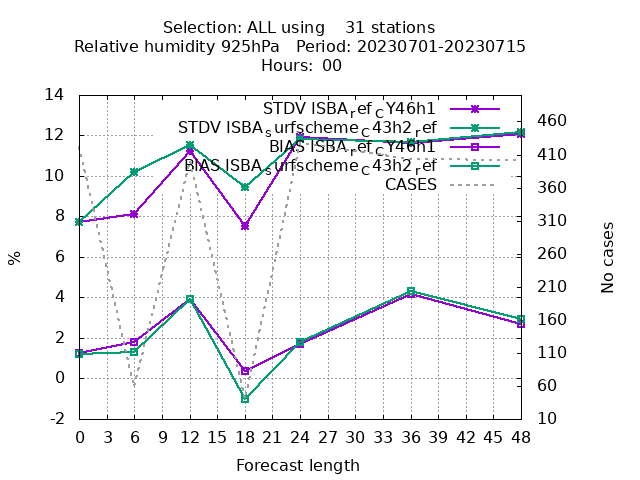 Selection: ALL using    31 stations
Relative humidity 925hPa   Period: 20230701-20230715
Hours: 00
STDV ISBA_ref_CY46h1
STDV ISBA_surfscheme_C43h2_ref
BIAS ISBA_ref_CY46h1
BIAS ISBA_surfscheme_C43h2_ref
CASES
14
12
10
8
6
4
2
0
-2
%
460
410
360
310
260
210
160
110
60
10
No cases
0 3 6 9 12 15 18 21 24 27 30 33 36 39 42 45 48
Forecast length